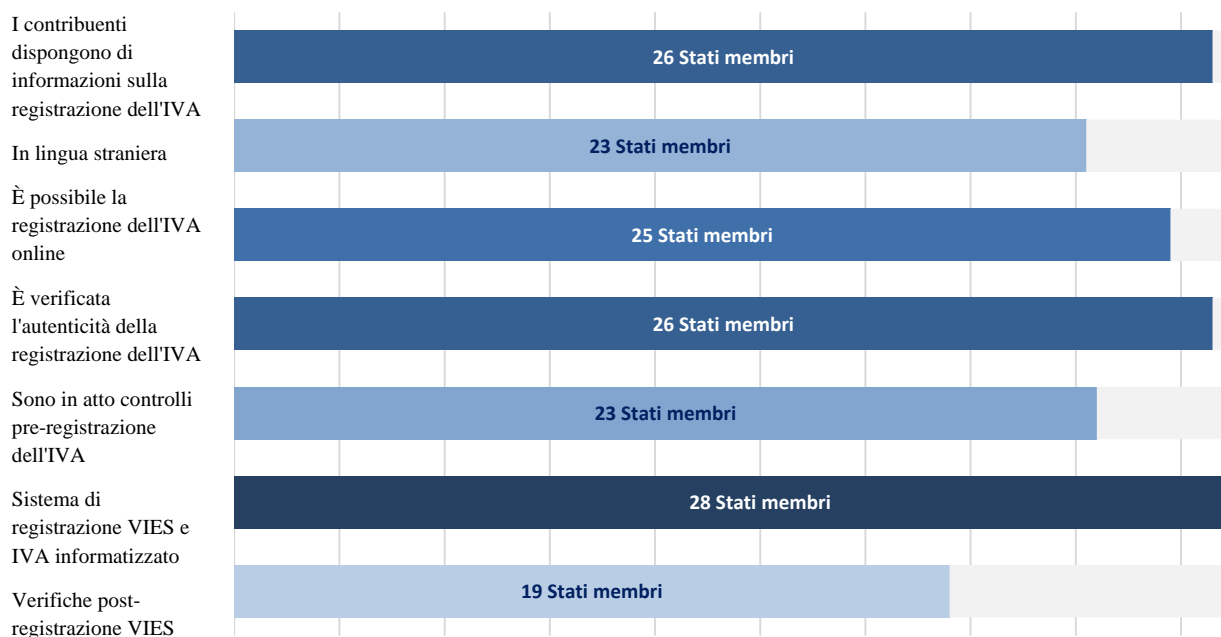 I contribuenti
dispongono di
informazioni sulla
registrazione dell'IVA
26 Stati membri
In lingua straniera
23 Stati membri
È possibile la
registrazione dell'IVA
online
25 Stati membri
È verificata
l'autenticità della
registrazione dell'IVA
26 Stati membri
Sono in atto controlli
pre-registrazione
dell'IVA
23 Stati membri
Sistema di
registrazione VIES e
IVA informatizzato
28 Stati membri
Verifiche post-
registrazione VIES
19 Stati membri